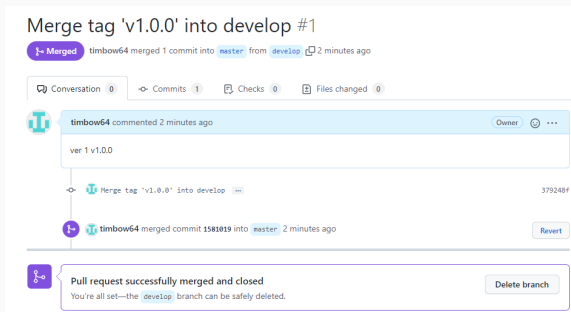 Merge tag 'v1.0.0' into develop #1
Merged timbow64 merged 1 commit into master from develop 2 minutes ago
Conversation 0 Commits 1 Checks 0 Files changed 0
timbow64 commented 2 minutes ago Owner
ver 1 v1.0.0
Merge tag 'v1.0.0' into develop ... 379248f
timbow64 merged commit 1581019 into master 2 minutes ago Revert
Pull request successfully merged and closed
You're all set—the develop branch can be safely deleted.
Delete branch